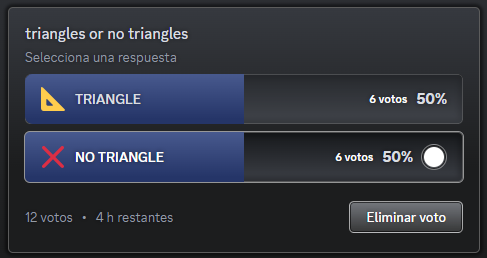 triangles or no triangles
Selecciona una respuesta
TRIANGLE 6 votos 50%
NO TRIANGLE 6 votos 50%
12 votos • 4 h restantes Eliminar voto